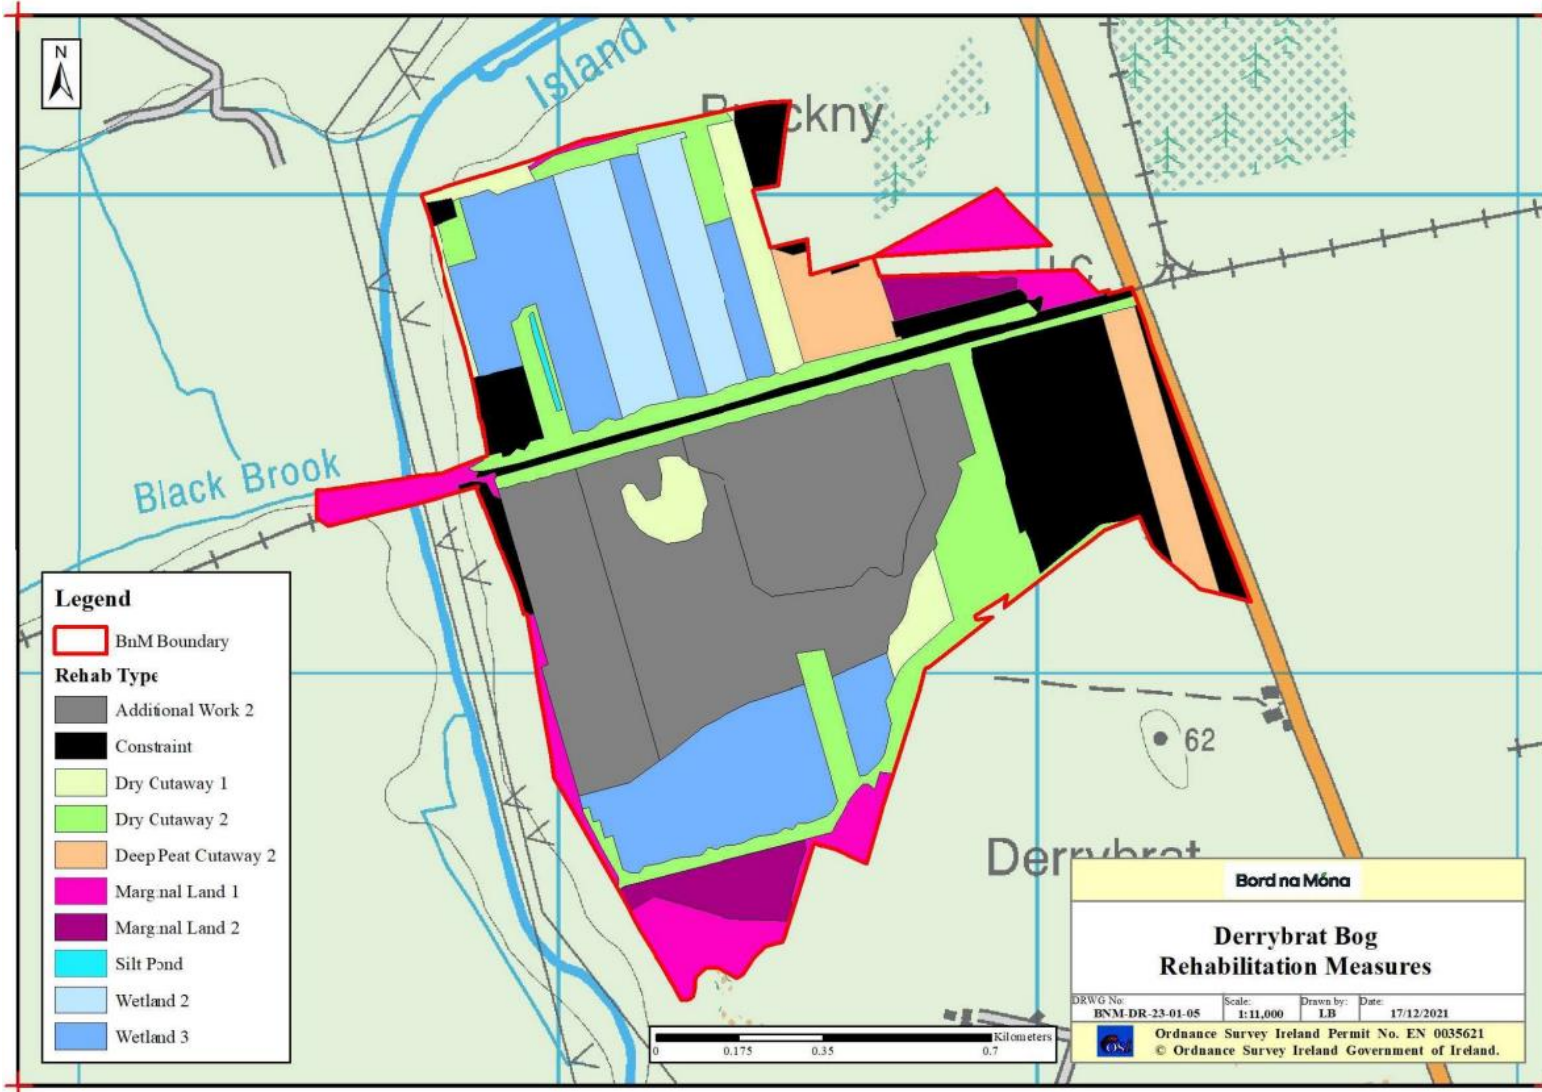 N
Island
ckny
LC
Black Brook
Legend
BnM Boundary
Rehab Type
Additional Work 2
Constraint
Dry Cutaway 1
Dry Cutaway 2
Deep Peat Cutaway 2
Marginal Land 1
Marginal Land 2
Silt Pond
Wetland 2
Wetland 3
62
Derrybrat
Bord na Móna
Derrybrat Bog
Rehabilitation Measures
DRWG No: Scale: Drawn by: Date:
BNM-DR-23-01-05 1:11,000 LB 17/12/2021
Ordnance Survey Ireland Permit No. EN 0035621
© Ordnance Survey Ireland Government of Ireland.
Kilometers
0 0.175 0.35 0.7